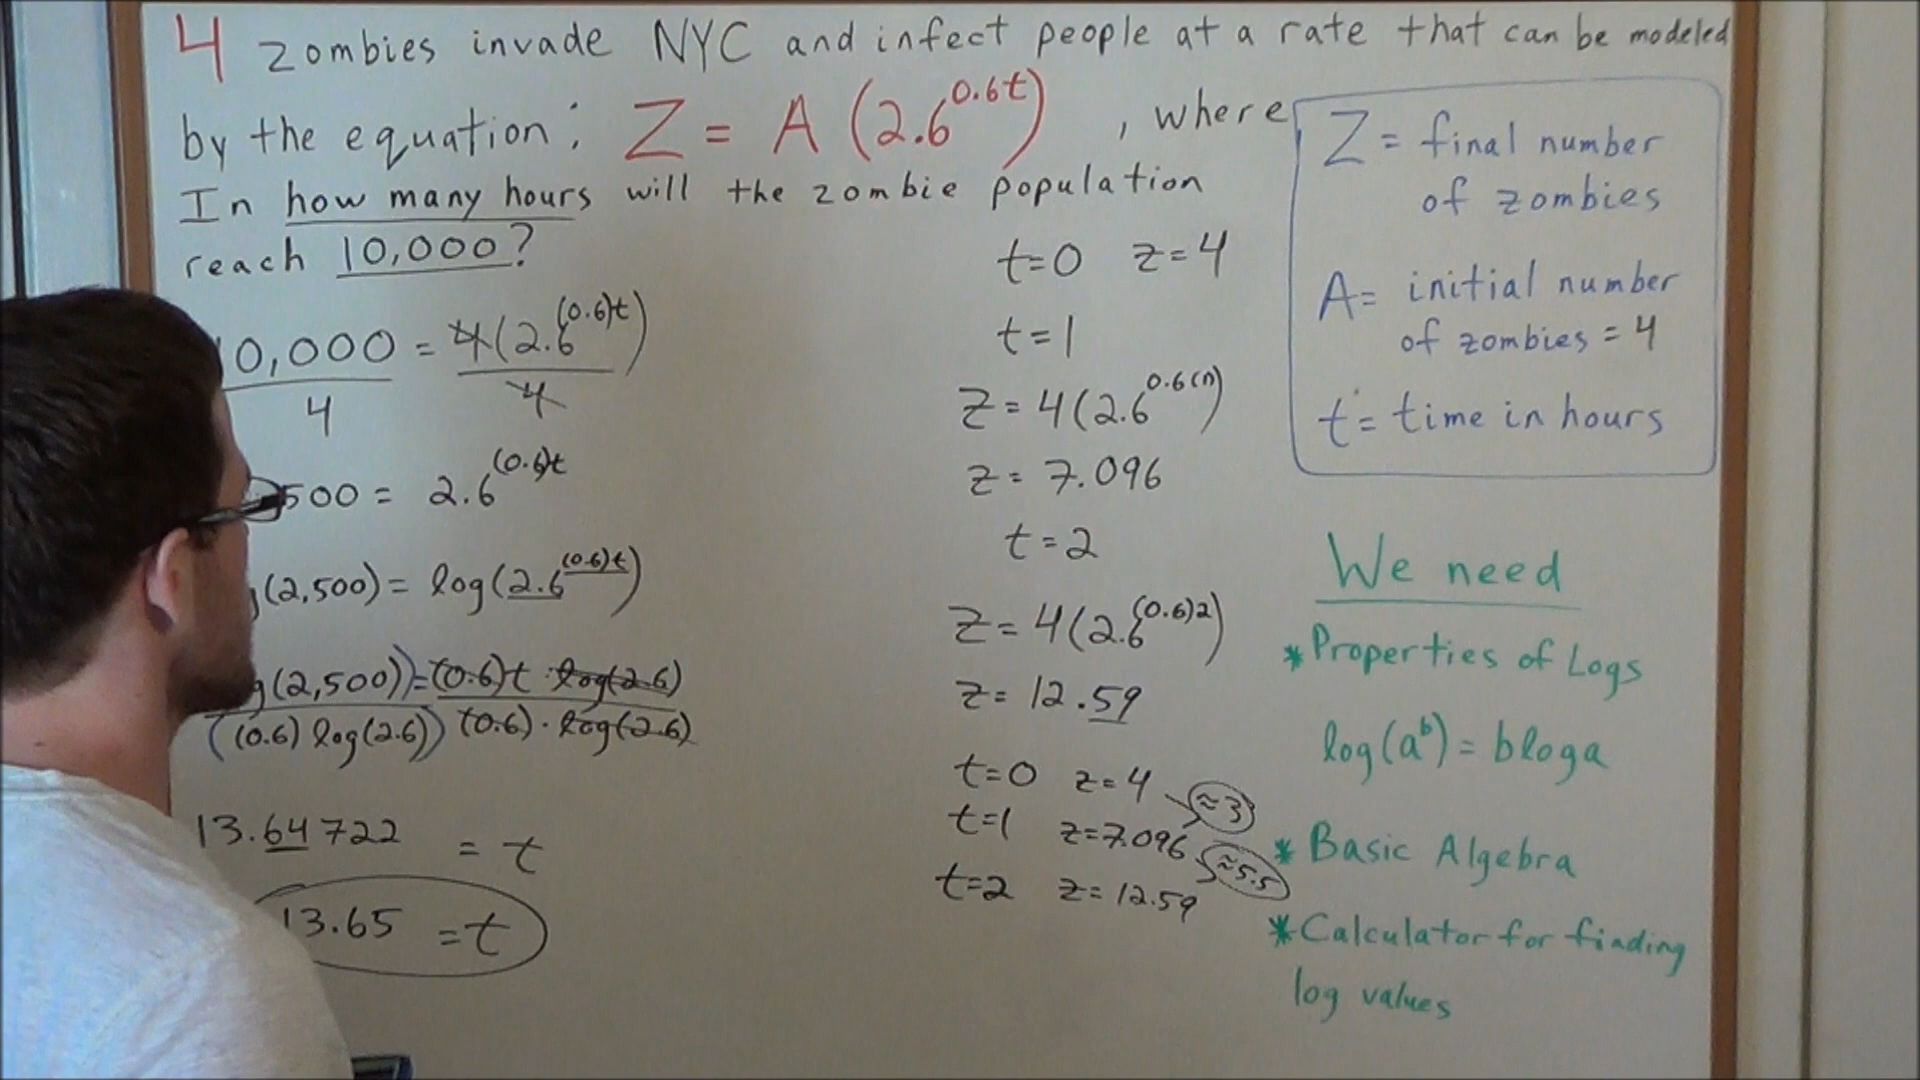 4 zombies invade NYC and infect people at a rate that can be modeled
by the equation: Z = A (2.6^0.6t) , where
In how many hours will the zombie population
reach 10,000?
0,000 = 4(2.6^(0.6)t)
4 4
500 = 2.6^(0.6)t
(2,500) = log(2.6^(0.6)t)
g(2,500)) = (0.6)t · log(2.6)
((0.6) log(2.6)) (0.6) · log(2.6)
13.64722 = t
13.65 = t
t=0 z=4
t=1
Z = 4(2.6^0.6(1))
z = 7.096
t=2
Z = 4(2.6^(0.6)2)
z = 12.59
t=0 z=4
≈3
t=1 z=7.096
≈5.5
t=2 z=12.59
Z = final number
of zombies
A = initial number
of zombies = 4
t = time in hours
We need
* Properties of Logs
log(a^b) = b log a
* Basic Algebra
* Calculator for finding
log values